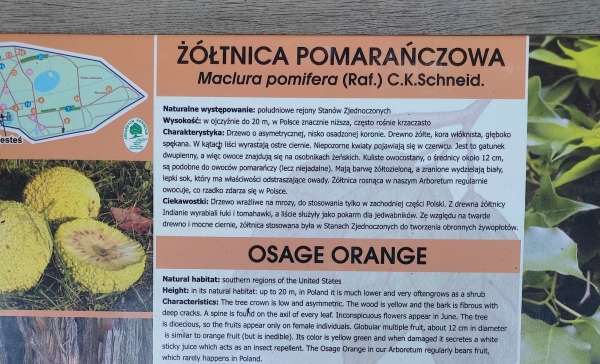 esteś
ŻÓŁTNICA POMARAŃCZOWA
Maclura pomifera (Raf.) C.K.Schneid.
Naturalne występowanie: południowe rejony Stanów Zjednoczonych
Wysokość: w ojczyźnie do 20 m, w Polsce znacznie niższa, często rośnie krzaczasto
Charakterystyka: Drzewo o asymetrycznej, nisko osadzonej koronie. Drewno żółte, kora włóknista, głęboko
spękana. W kątach liści wyrastają ostre ciernie. Niepozorne kwiaty pojawiają się w czerwcu. Jest to gatunek
dwupienny, a więc owoce znajdują się na osobnikach żeńskich. Kuliste owocostany, o średnicy około 12 cm,
są podobne do owoców pomarańczy (lecz niejadalne). Mają barwę żółtozieloną, a zranione wydzielają biały,
lepki sok, który ma właściwości odstraszające owady. Żółtnica rosnąca w naszym Arboretum regularnie
owocuje, co rzadko zdarza się w Polsce.
Ciekawostki: Drzewo wrażliwe na mrozy, do stosowania tylko w zachodniej części Polski. Z drewna żółtnicy
Indianie wyrabiali łuki i tomahawki, a liście służyły jako pokarm dla jedwabników. Ze względu na twarde
drewno i mocne ciernie, żółtnica stosowana była w Stanach Zjednoczonych do tworzenia obronnych żywopłotów.
OSAGE ORANGE
Natural habitat: southern regions of the United States
Height: in its natural habitat: up to 20 m, in Poland it is much lower and very oftengrows as a shrub
Characteristics: The tree crown is low and asymmetric. The wood is yellow and the bark is fibrous with
deep cracks. A spine is found on the axil of every leaf. Inconspicuous flowers appear in June. The tree
is dioecious, so the fruits appear only on female individuals. Globular multiple fruit, about 12 cm in diameter
is similar to orange fruit (but is inedible). Its color is yellow green and when damaged it secretes a white
sticky juice which acts as an insect repellent. The Osage Orange in our Arboretum regularly bears fruit,
which rarely happens in Poland.